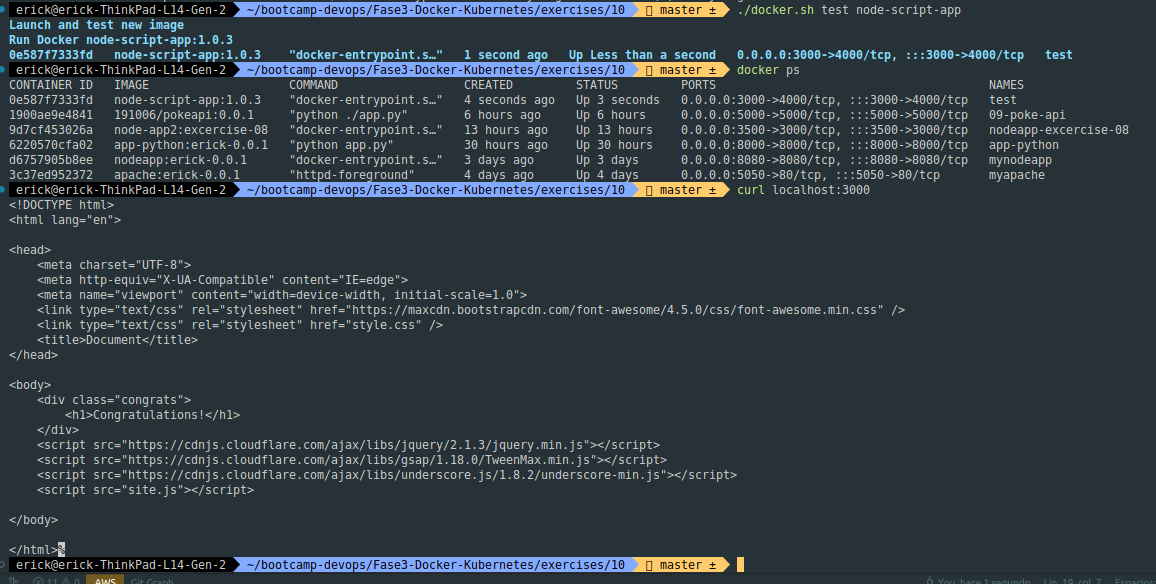 erick@erick-ThinkPad-L14-Gen-2 ~/bootcamp-devops/Fase3-Docker-Kubernetes/exercises/10 master ± ./docker.sh test node-script-app
Launch and test new image
Run Docker node-script-app:1.0.3
0e587f7333fd node-script-app:1.0.3 "docker-entrypoint.s…" 1 second ago Up Less than a second 0.0.0.0:3000->4000/tcp, :::3000->4000/tcp test
erick@erick-ThinkPad-L14-Gen-2 ~/bootcamp-devops/Fase3-Docker-Kubernetes/exercises/10 master ± docker ps
CONTAINER ID IMAGE COMMAND CREATED STATUS PORTS NAMES
0e587f7333fd node-script-app:1.0.3 "docker-entrypoint.s…" 4 seconds ago Up 3 seconds 0.0.0.0:3000->4000/tcp, :::3000->4000/tcp test
1900ae9e4841 191006/pokeapi:0.0.1 "python ./app.py" 6 hours ago Up 6 hours 0.0.0.0:5000->5000/tcp, :::5000->5000/tcp 09-poke-api
9d7cf453026a node-app2:excercise-08 "docker-entrypoint.s…" 13 hours ago Up 13 hours 0.0.0.0:3500->3500/tcp, :::3500->3500/tcp nodeapp-excercise-08
6220570cfa02 app-python:erick-0.0.1 "python app.py" 30 hours ago Up 30 hours 0.0.0.0:8000->8000/tcp, :::8000->8000/tcp app-python
d6757905b8ee nodeapp:erick-0.0.1 "docker-entrypoint.s…" 3 days ago Up 3 days 0.0.0.0:8080->8080/tcp, :::8080->8080/tcp mynodeapp
3c37ed952372 apache:erick-0.0.1 "httpd-foreground" 4 days ago Up 4 days 0.0.0.0:5050->80/tcp, :::5050->80/tcp myapache
erick@erick-ThinkPad-L14-Gen-2 ~/bootcamp-devops/Fase3-Docker-Kubernetes/exercises/10 master ± curl localhost:3000
<!DOCTYPE html>
<html lang="en">
<head>
<meta charset="UTF-8">
<meta http-equiv="X-UA-Compatible" content="IE=edge">
<meta name="viewport" content="width=device-width, initial-scale=1.0">
<link type="text/css" rel="stylesheet" href="https://maxcdn.bootstrapcdn.com/font-awesome/4.5.0/css/font-awesome.min.css" />
<link type="text/css" rel="stylesheet" href="style.css" />
<title>Document</title>
</head>
<body>
<div class="congrats">
<h1>Congratulations!</h1>
</div>
<script src="https://cdnjs.cloudflare.com/ajax/libs/jquery/2.1.3/jquery.min.js"></script>
<script src="https://cdnjs.cloudflare.com/ajax/libs/gsap/1.18.0/TweenMax.min.js"></script>
<script src="https://cdnjs.cloudflare.com/ajax/libs/underscore.js/1.8.2/underscore-min.js"></script>
<script src="site.js"></script>
</body>
</html>%
erick@erick-ThinkPad-L14-Gen-2 ~/bootcamp-devops/Fase3-Docker-Kubernetes/exercises/10 master ±
11 0 AWS Git Graph You, hace 1 segundo Lín. 19, col. 7 Espacios